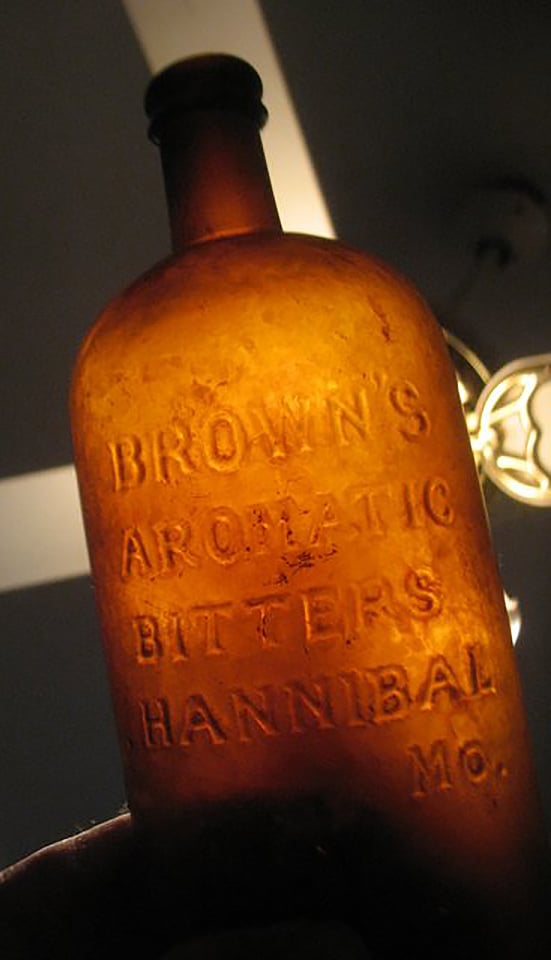 BROWN'S
AROMATIC
BITTERS
HANNIBAL
MO.